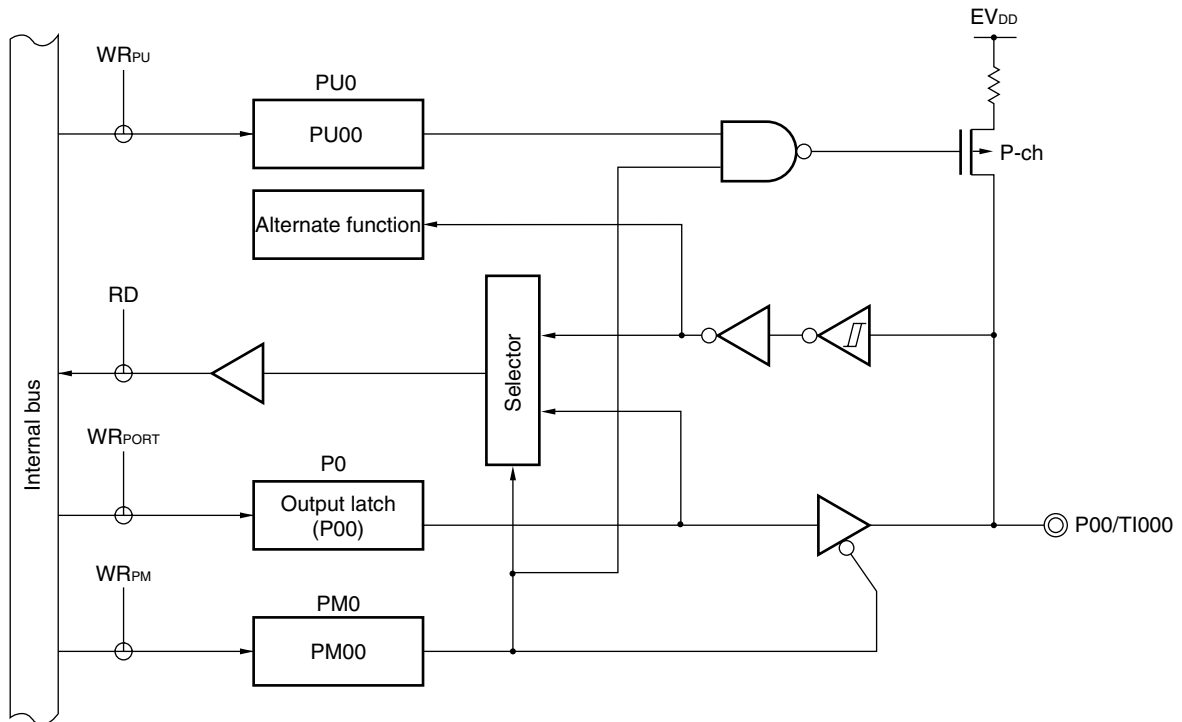 EVDD
WRPU
PU0
PU00
P-ch
Alternate function
RD
Selector
Internal bus
WRPORT
P0
Output latch
(P00)
P00/TI000
WRPM
PM0
PM00